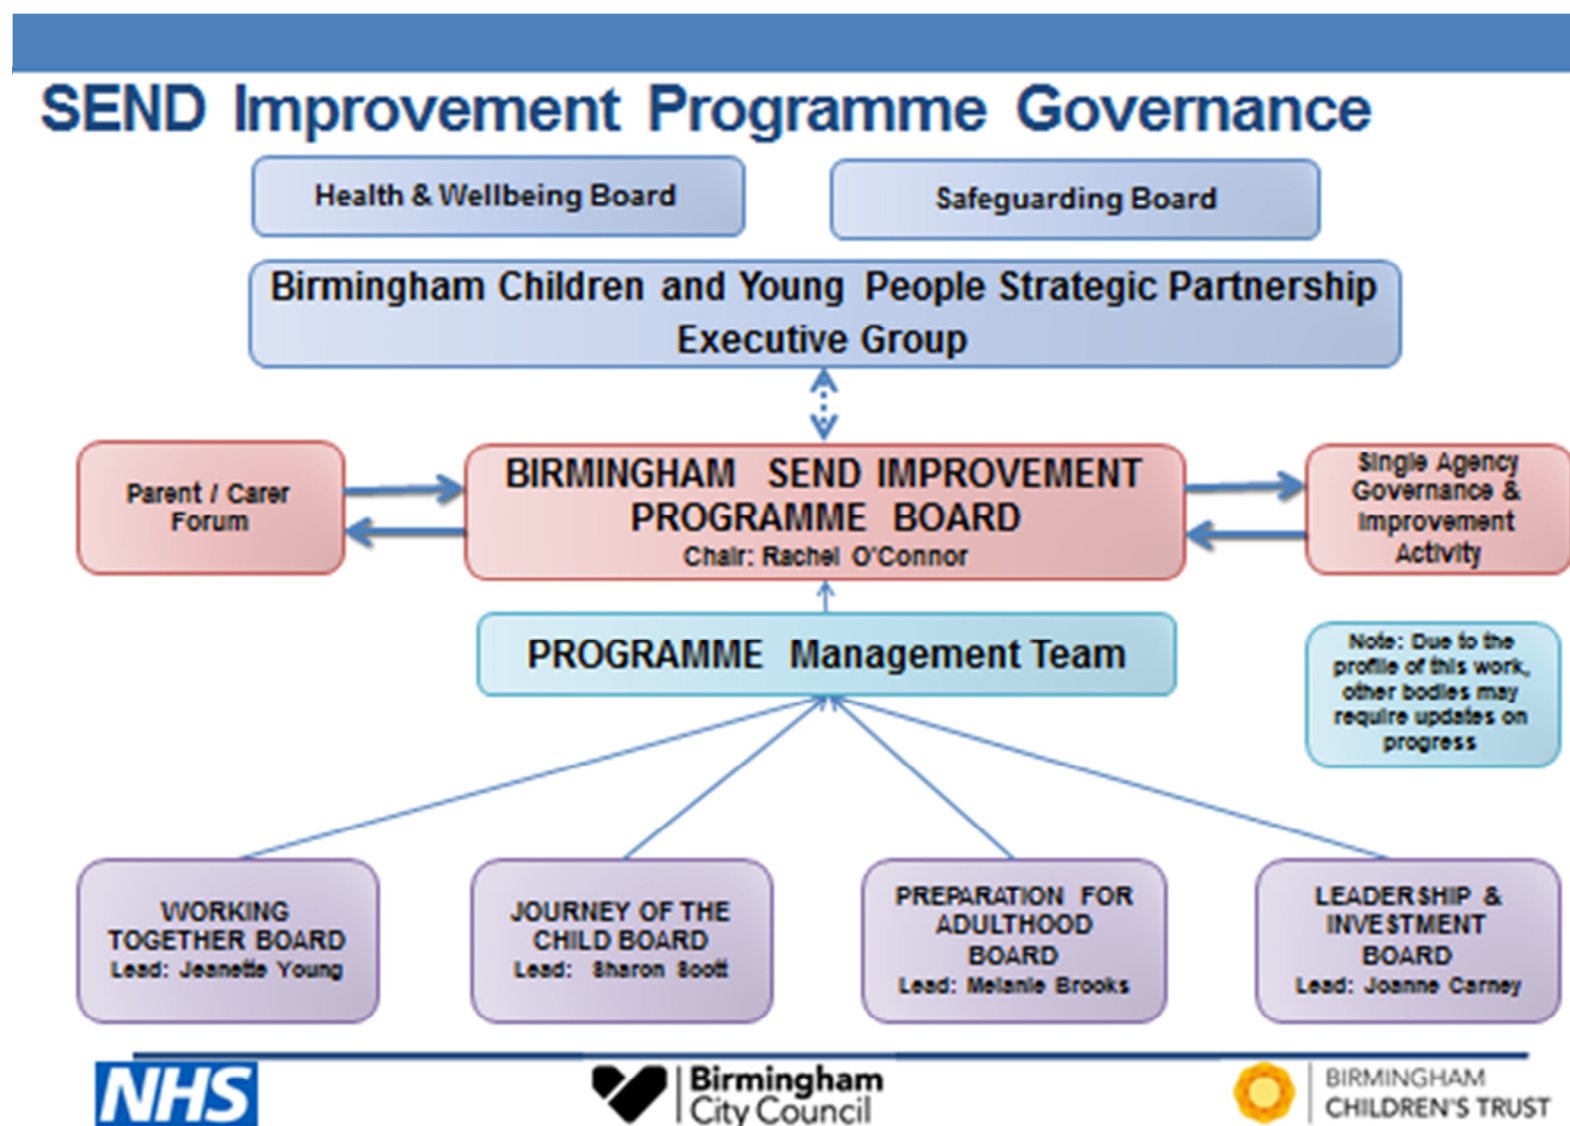 SEND Improvement Programme Governance
Health & Wellbeing Board
Safeguarding Board
Birmingham Children and Young People Strategic Partnership
Executive Group
Parent / Carer
Forum
BIRMINGHAM SEND IMPROVEMENT
PROGRAMME BOARD
Chair: Rachel O'Connor
Single Agency
Governance &
Improvement
Activity
PROGRAMME Management Team
Note: Due to the
profile of this work,
other bodies may
require updates on
progress
WORKING
TOGETHER BOARD
Lead: Jeanette Young
JOURNEY OF THE
CHILD BOARD
Lead: Sharon Scott
PREPARATION FOR
ADULTHOOD
BOARD
Lead: Melanie Brooks
LEADERSHIP &
INVESTMENT
BOARD
Lead: Joanne Carney
NHS
Birmingham
City Council
BIRMINGHAM
CHILDREN'S TRUST